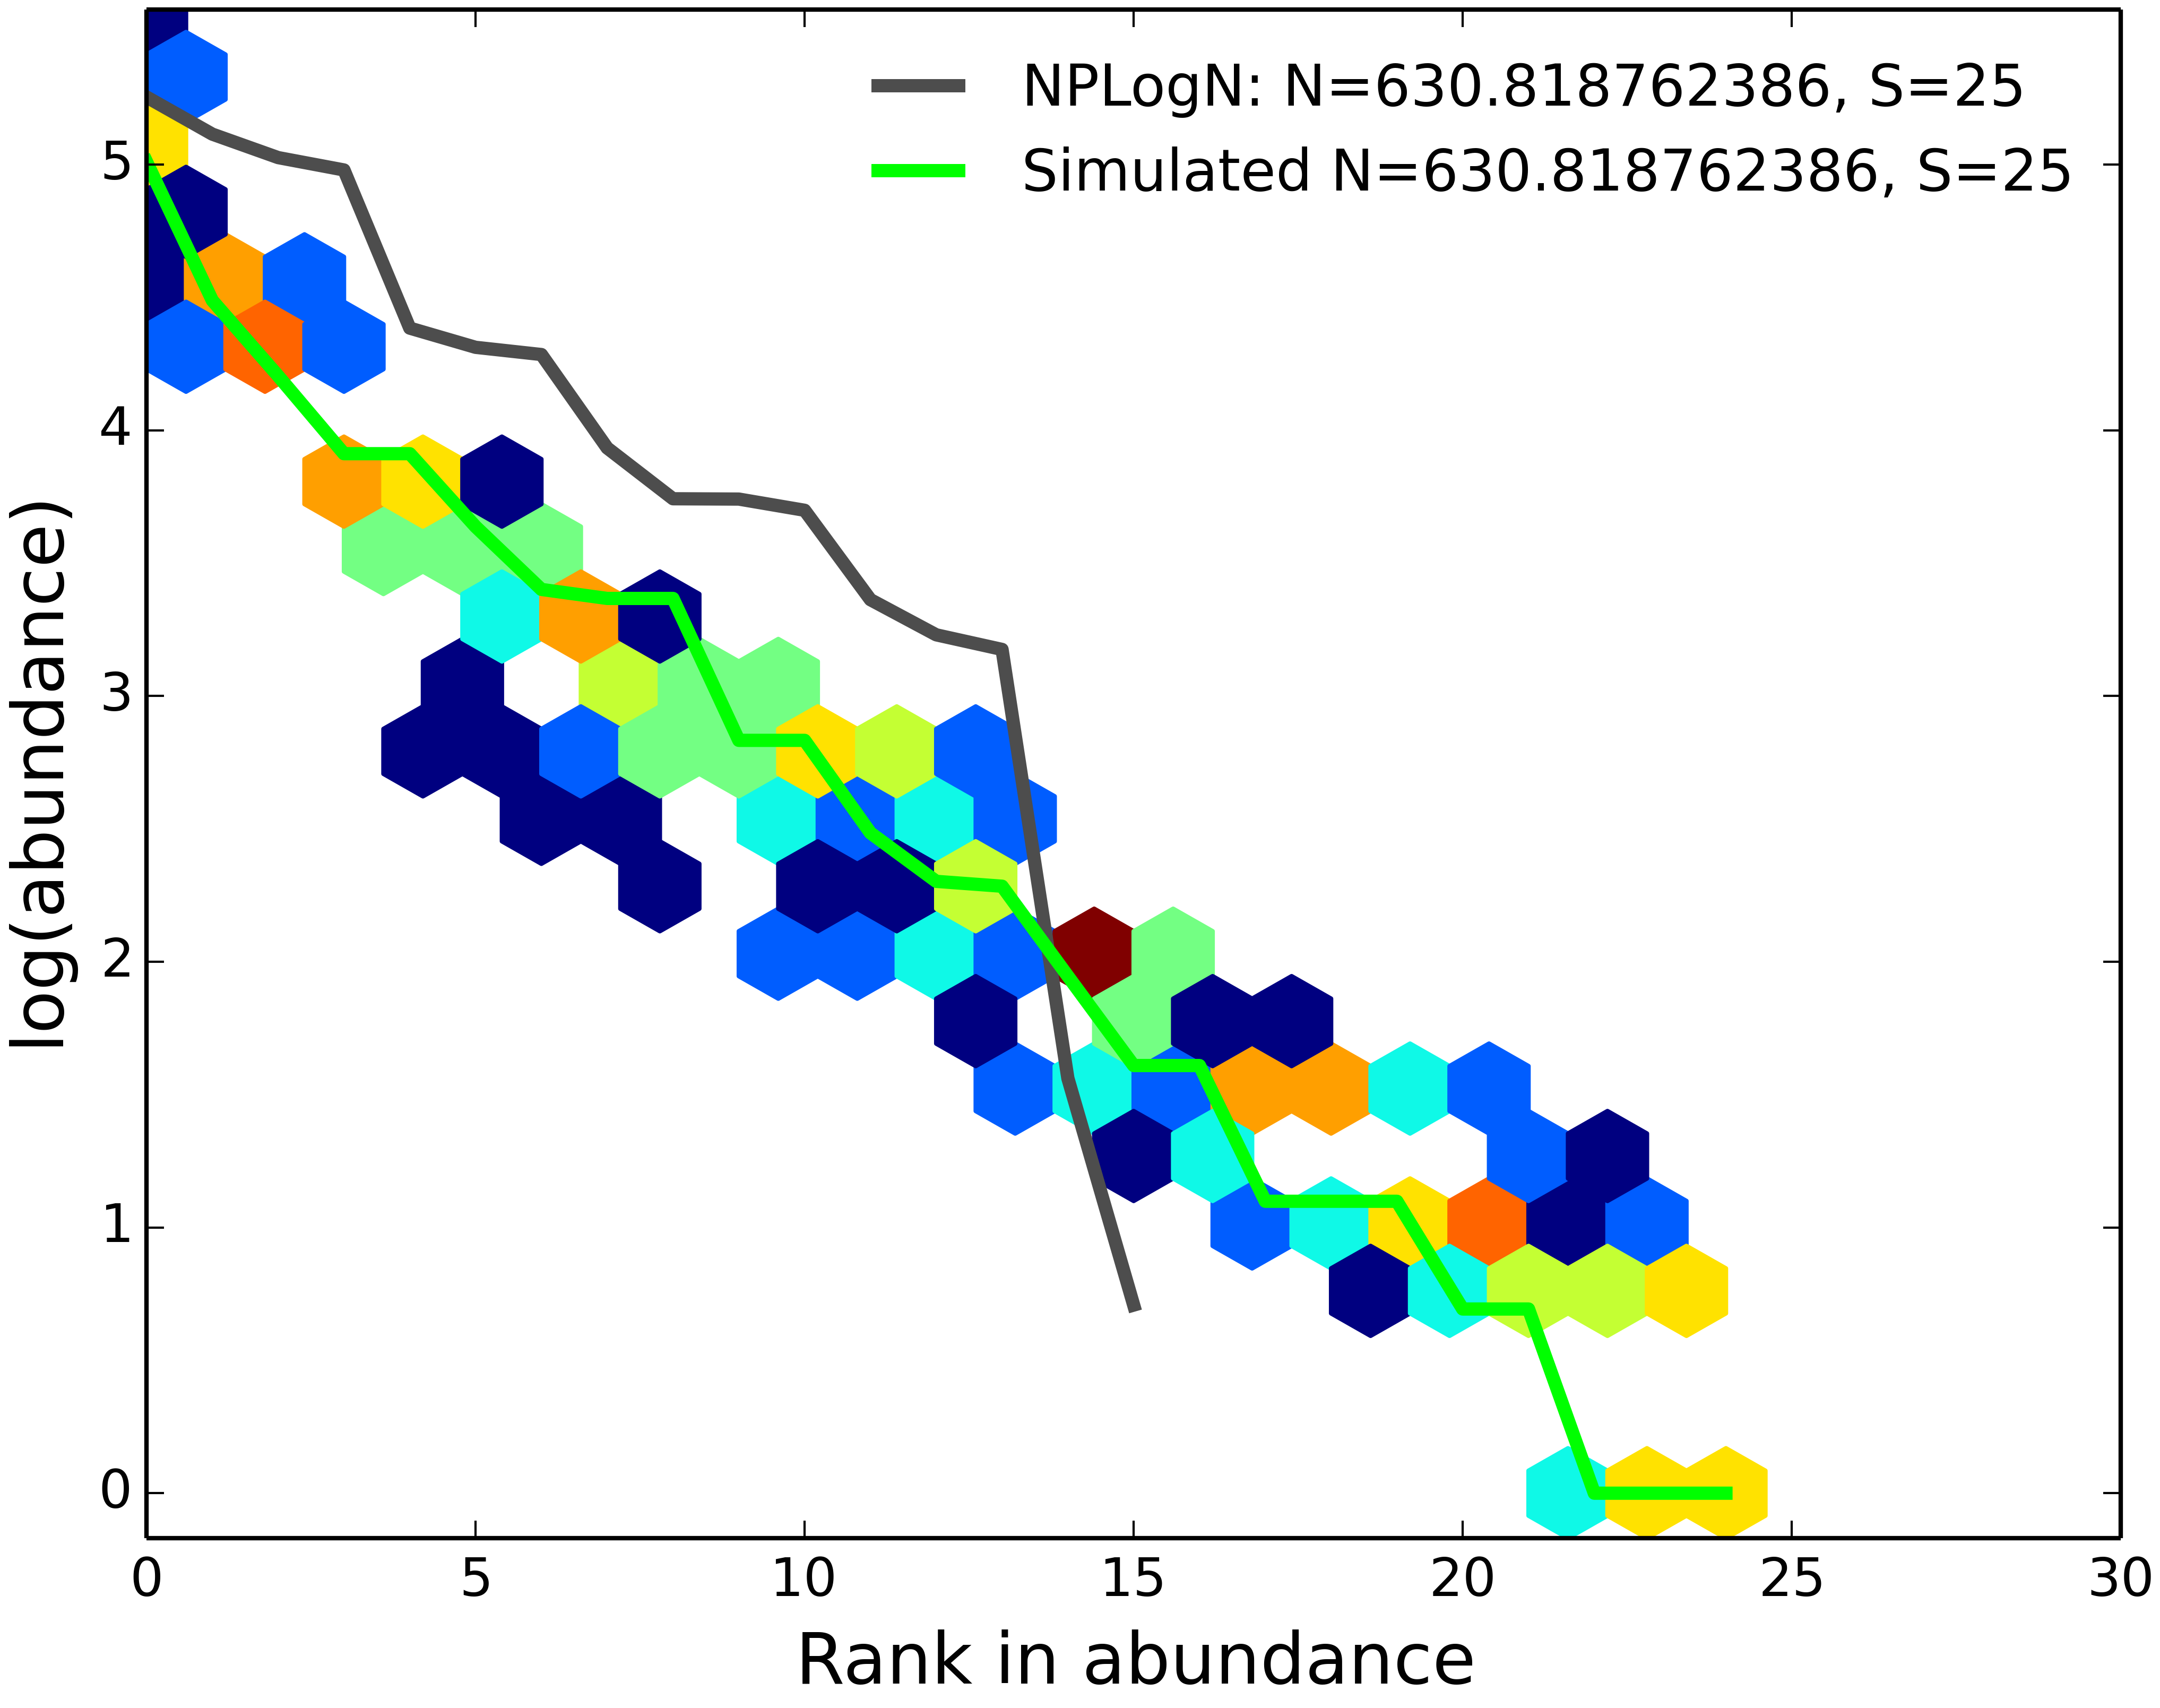 NPLogN: N=630.818762386, S=25
Simulated N=630.818762386, S=25
log(abundance)
5
4
3
2
1
0
0 5 10 15 20 25 30
Rank in abundance